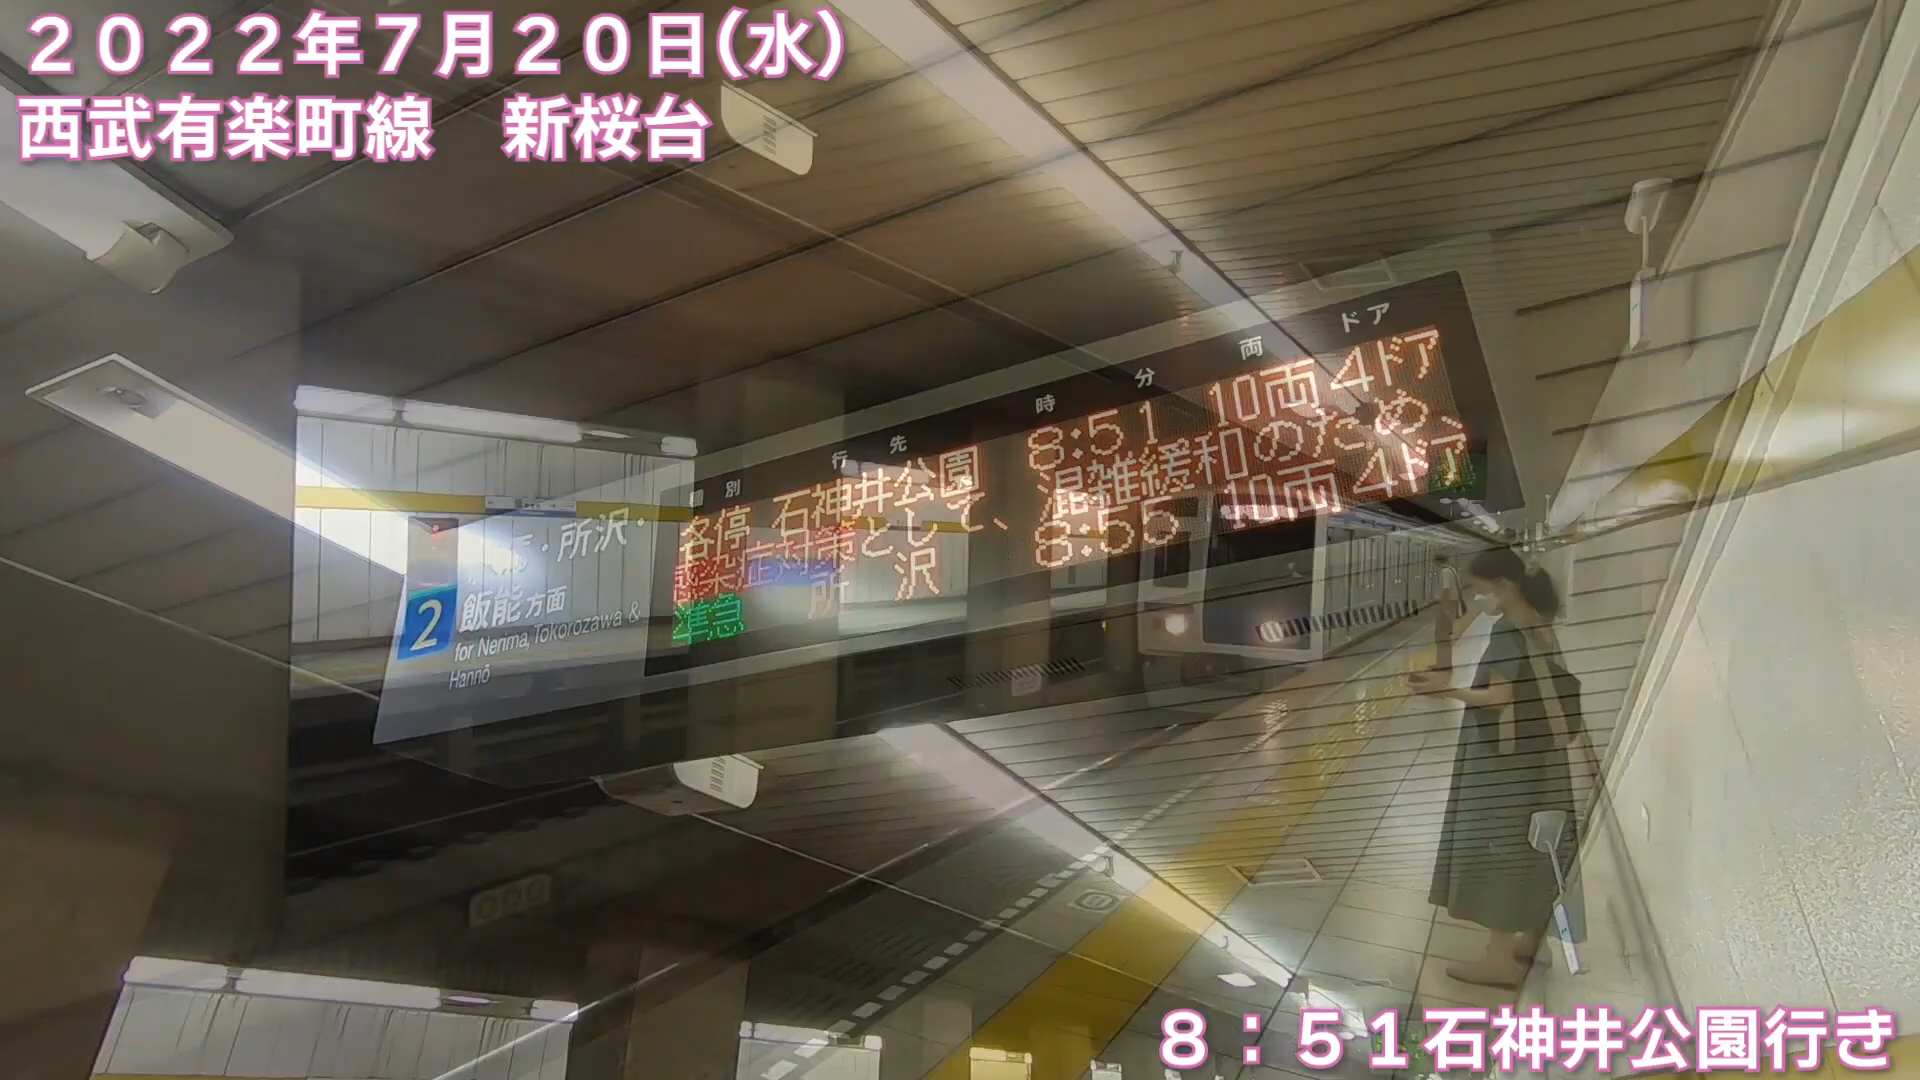 ２０２２年７月２０日（水）
西武有楽町線　新桜台
ドア
両
分
時
行先
別
各停 石神井公園 8:51 10両 4ドア
感染症対策として、混雑緩和のため、
準急 所沢 8:55 10両 4ドア
・所沢・
2 飯能方面
for Nerima, Tokorozawa &
Hannō
８：５１石神井公園行き